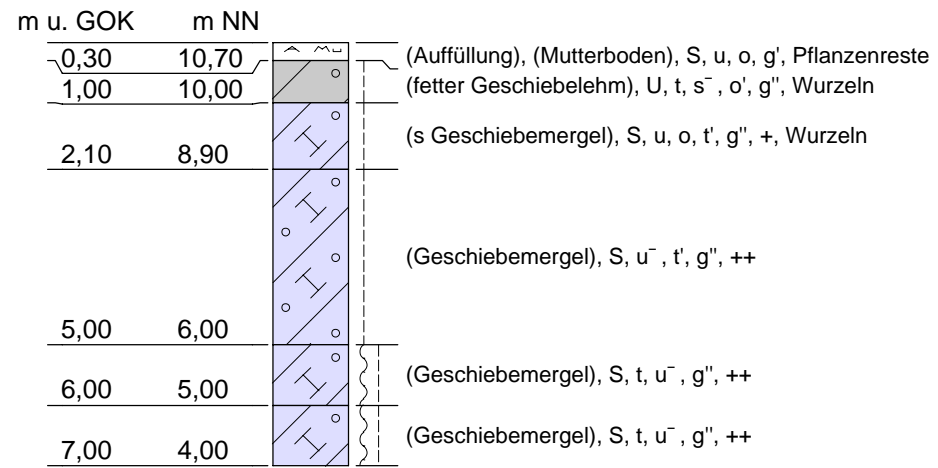 m u. GOK m NN
0,30 10,70 (Auffüllung), (Mutterboden), S, u, o, g', Pflanzenreste
1,00 10,00 (fetter Geschiebelehm), U, t, s¯, o', g'', Wurzeln
2,10 8,90 (s Geschiebemergel), S, u, o, t', g'', +, Wurzeln
(Geschiebemergel), S, u¯, t', g'', ++
5,00 6,00
6,00 5,00 (Geschiebemergel), S, t, u¯, g'', ++
7,00 4,00 (Geschiebemergel), S, t, u¯, g'', ++